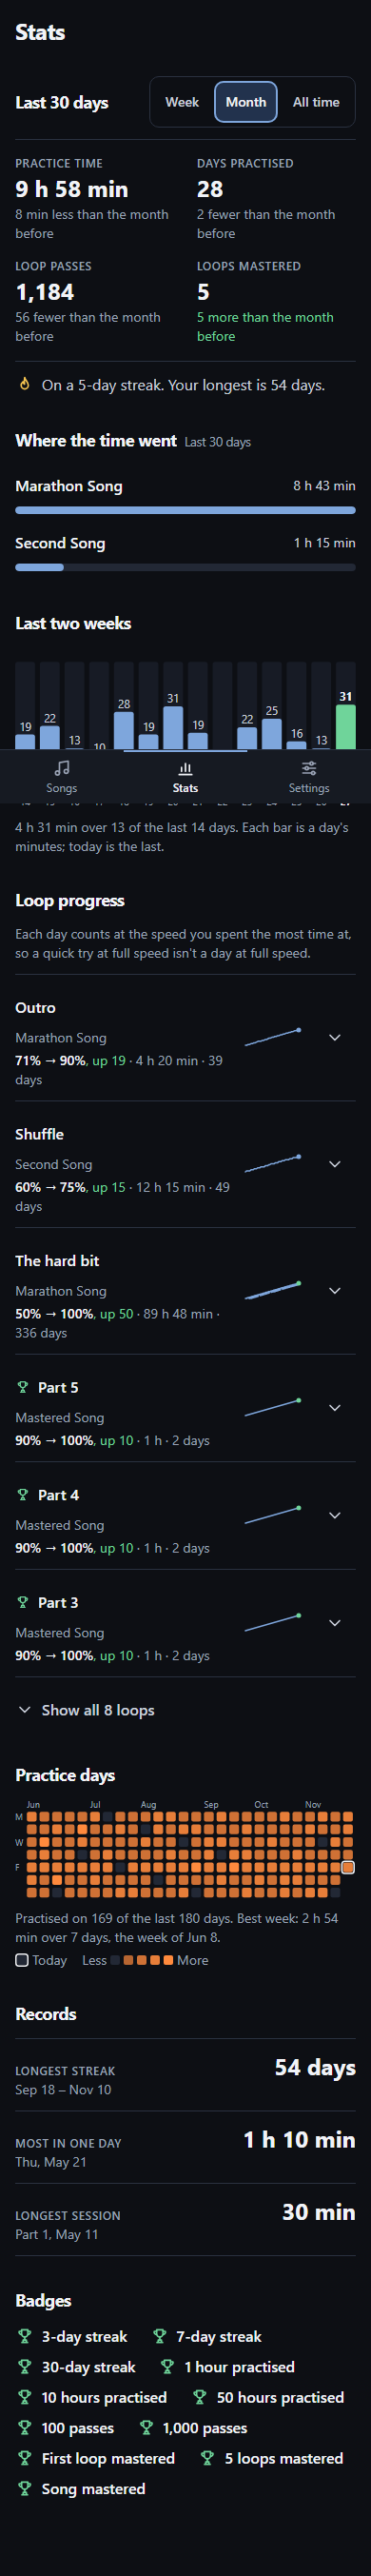 Stats
Last 30 days
Week
Month
All time
PRACTICE TIME
9 h 58 min
8 min less than the month
before
DAYS PRACTISED
28
2 fewer than the month
before
LOOP PASSES
1,184
56 fewer than the month
before
LOOPS MASTERED
5
5 more than the month
before
On a 5-day streak. Your longest is 54 days.
Where the time went Last 30 days
Marathon Song 8 h 43 min
Second Song 1 h 15 min
Last two weeks
19 22 13 10 28 19 31 19 22 25 16 13 31
Songs
Stats
Settings
4 h 31 min over 13 of the last 14 days. Each bar is a day's
minutes; today is the last.
Loop progress
Each day counts at the speed you spent the most time at,
so a quick try at full speed isn't a day at full speed.
Outro
Marathon Song
71% → 90%, up 19 · 4 h 20 min · 39
days
Shuffle
Second Song
60% → 75%, up 15 · 12 h 15 min · 49
days
The hard bit
Marathon Song
50% → 100%, up 50 · 89 h 48 min ·
336 days
Part 5
Mastered Song
90% → 100%, up 10 · 1 h · 2 days
Part 4
Mastered Song
90% → 100%, up 10 · 1 h · 2 days
Part 3
Mastered Song
90% → 100%, up 10 · 1 h · 2 days
Show all 8 loops
Practice days
Jun Jul Aug Sep Oct Nov
M
W
F
Practised on 169 of the last 180 days. Best week: 2 h 54
min over 7 days, the week of Jun 8.
Today Less More
Records
LONGEST STREAK
54 days
Sep 18 – Nov 10
MOST IN ONE DAY
1 h 10 min
Thu, May 21
LONGEST SESSION
30 min
Part 1, May 11
Badges
3-day streak
7-day streak
30-day streak
1 hour practised
10 hours practised
50 hours practised
100 passes
1,000 passes
First loop mastered
5 loops mastered
Song mastered